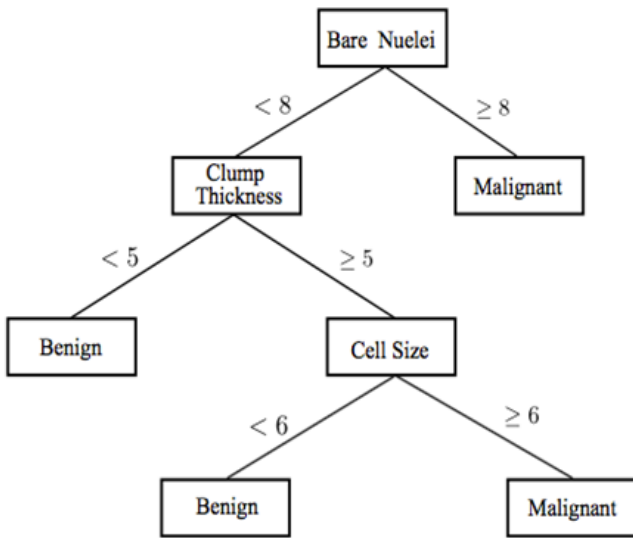 Bare Nuelei
< 8
≥ 8
Clump
Thickness
Malignant
< 5
≥ 5
Benign
Cell Size
< 6
≥ 6
Benign
Malignant